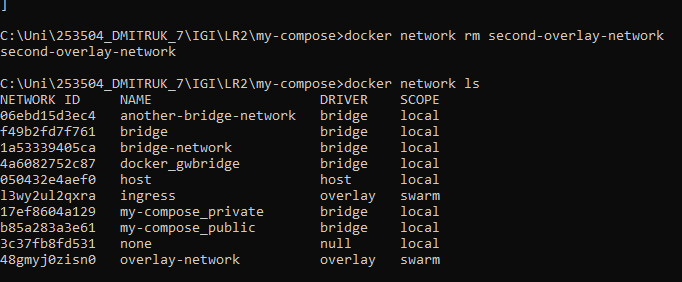 ]
C:\Uni\253504_DMITRUK_7\IGI\LR2\my-compose>docker network rm second-overlay-network
second-overlay-network
C:\Uni\253504_DMITRUK_7\IGI\LR2\my-compose>docker network ls
NETWORK ID     NAME                     DRIVER    SCOPE
06ebd15d3ec4   another-bridge-network   bridge    local
f49b2fd7f761   bridge                   bridge    local
1a53339405ca   bridge-network           bridge    local
4a6082752c87   docker_gwbridge          bridge    local
050432e4aef0   host                     host      local
l3wy2ul2qxra   ingress                  overlay   swarm
17ef8604a129   my-compose_private       bridge    local
b85a283a3e61   my-compose_public        bridge    local
3c37fb8fd531   none                     null      local
48gmyj0zisn0   overlay-network          overlay   swarm